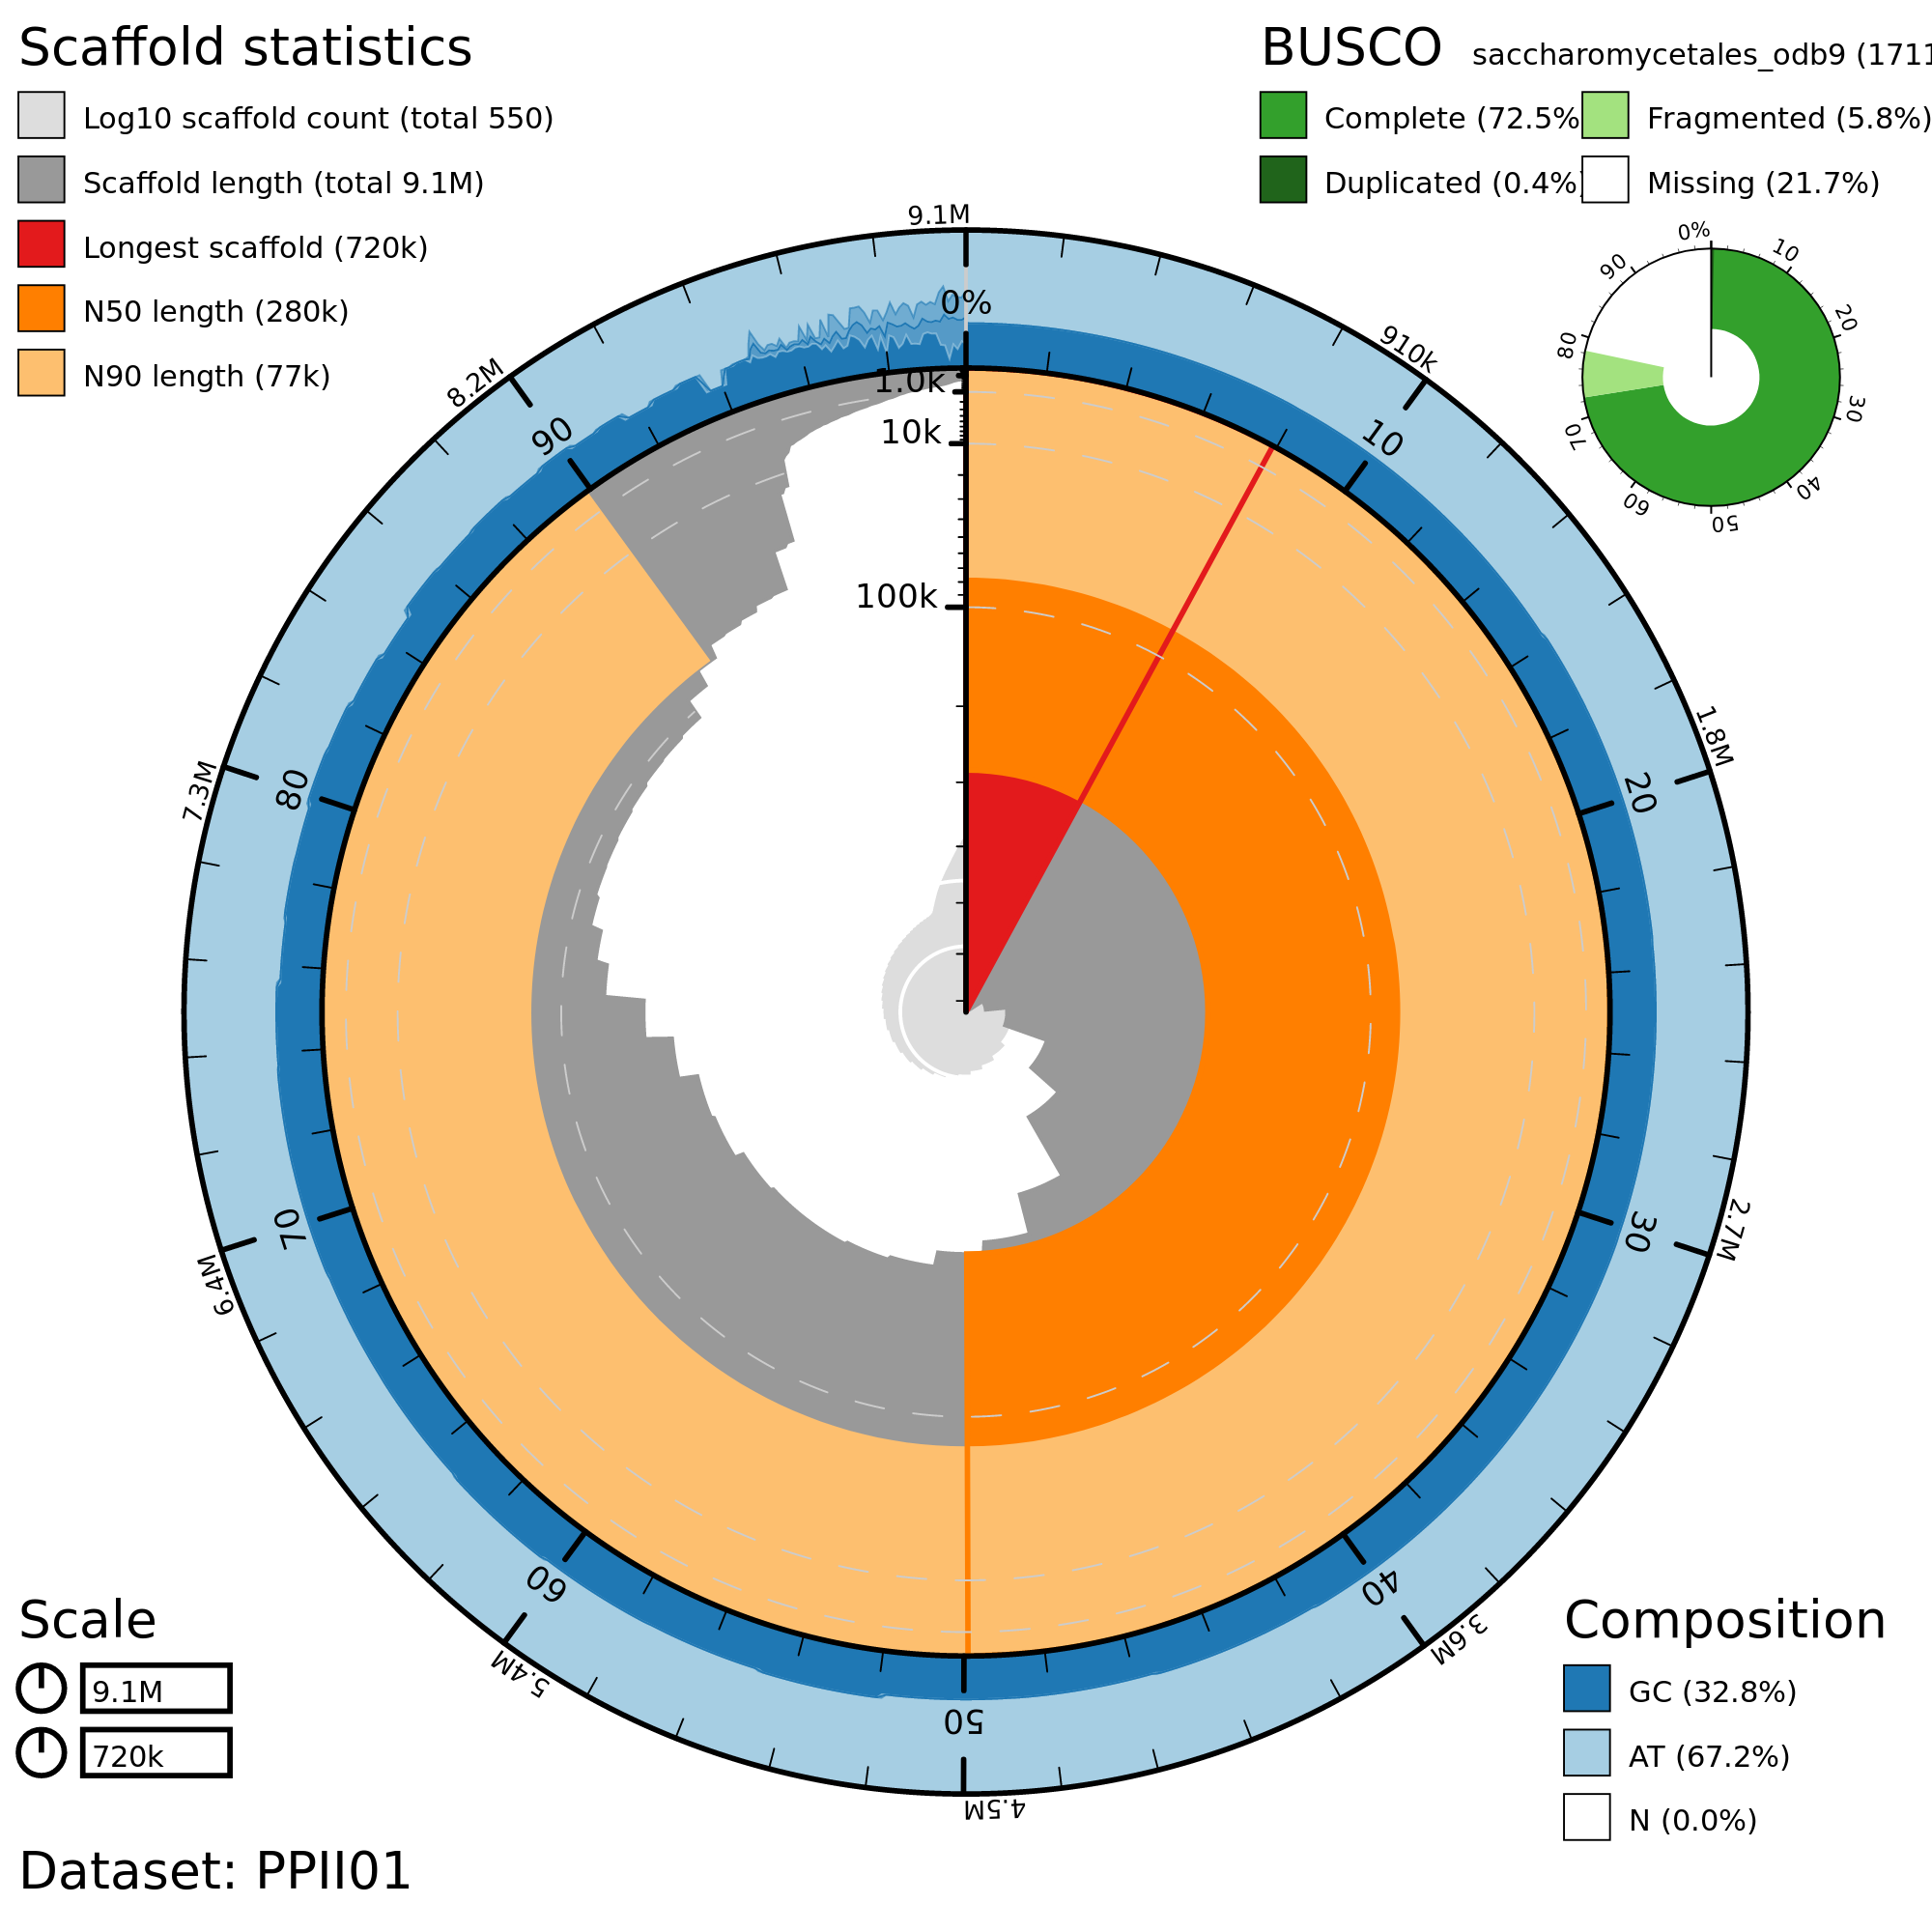 Scaffold statistics
Log10 scaffold count (total 550)
Scaffold length (total 9.1M)
Longest scaffold (720k)
N50 length (280k)
N90 length (77k)
BUSCO saccharomycetales_odb9 (1711
Complete (72.5% Fragmented (5.8%)
Duplicated (0.4%) Missing (21.7%)
0%
10
20
30
40
50
60
70
80
90
9.1M
910k
1.8M
2.7M
3.6M
4.5M
5.4M
6.4M
7.3M
8.2M
0%
10
20
30
40
50
60
70
80
90
1.0k
10k
100k
Scale
9.1M
720k
Composition
GC (32.8%)
AT (67.2%)
N (0.0%)
Dataset: PPII01